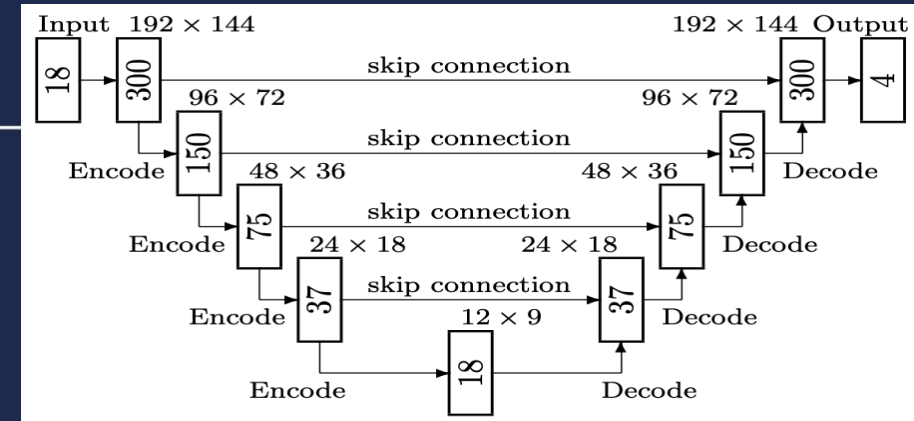 Input 192 × 144 192 × 144 Output
18 300 skip connection 300 4
96 × 72 96 × 72
150 skip connection 150
Encode 48 × 36 48 × 36 Decode
75 skip connection 75
Encode 24 × 18 24 × 18 Decode
37 skip connection 37
Encode 12 × 9 Decode
18
Encode Decode